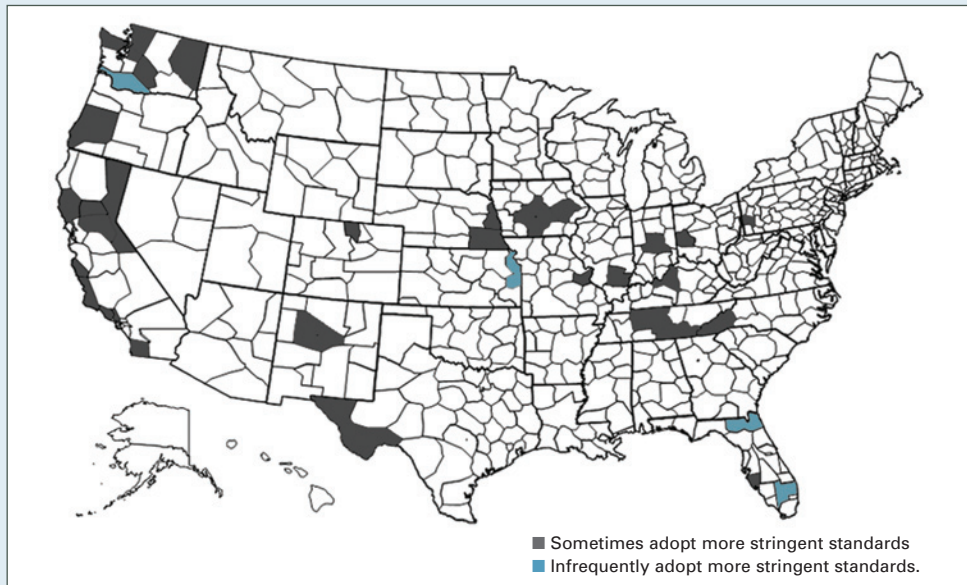 Sometimes adopt more stringent standards
Infrequently adopt more stringent standards.